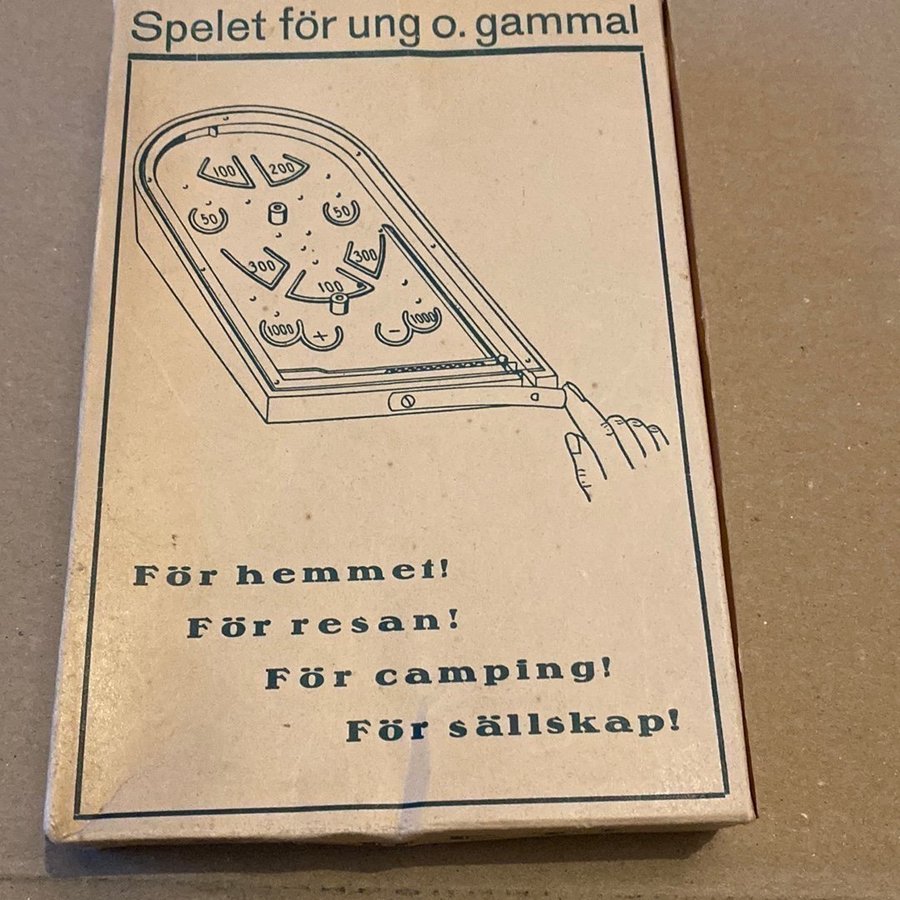 Spelet för ung o. gammal
100 200
50 50
300 300
100
1000 + - 1000
För hemmet!
För resan!
För camping!
För sällskap!